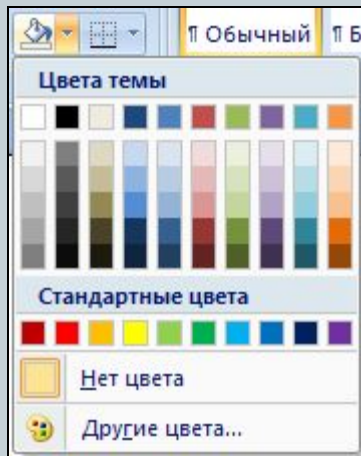 ¶ Обычный ¶ Б
Цвета темы
Стандартные цвета
Нет цвета
Другие цвета...